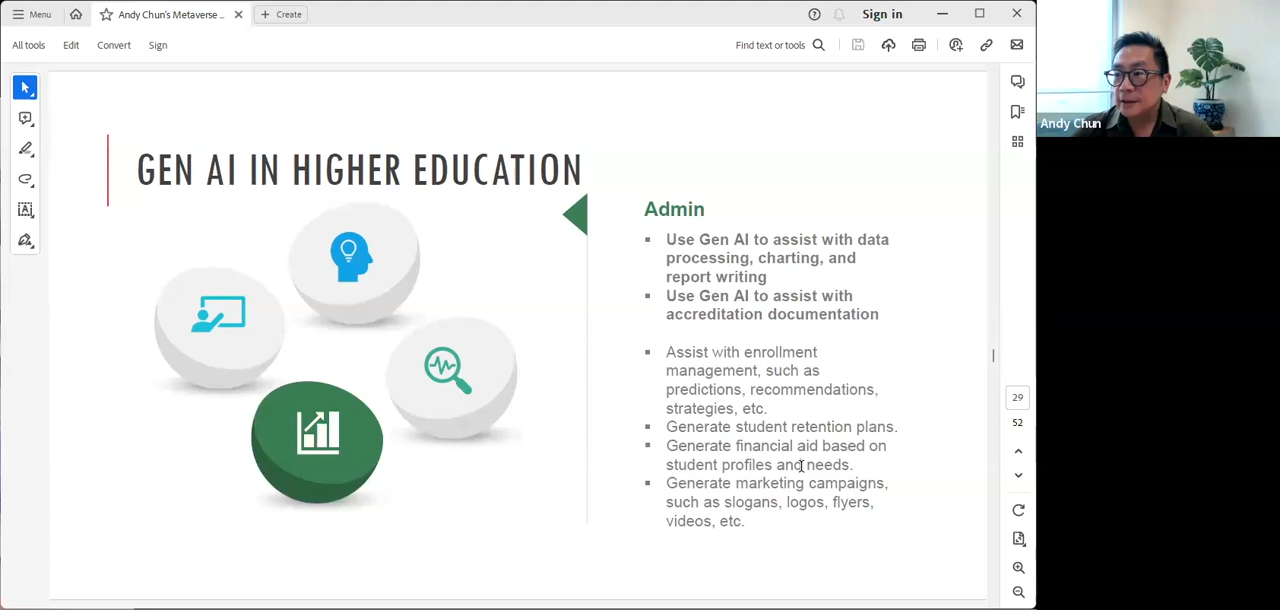 Menu
Andy Chun's Metaverse ...
Create
Sign in
All tools
Edit
Convert
Sign
Find text or tools
GEN AI IN HIGHER EDUCATION
Admin
Use Gen AI to assist with data
processing, charting, and
report writing
Use Gen AI to assist with
accreditation documentation
Assist with enrollment
management, such as
predictions, recommendations,
strategies, etc.
Generate student retention plans.
Generate financial aid based on
student profiles and needs.
Generate marketing campaigns,
such as slogans, logos, flyers,
videos, etc.
29
52
Andy Chun